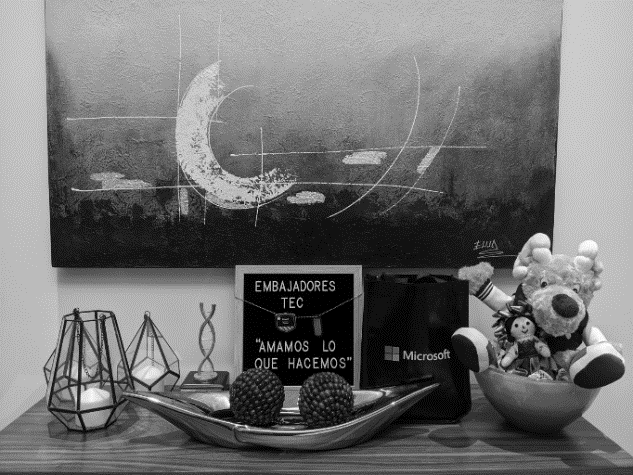 EMBAJADORES
TEC
"AMAMOS LO
QUE HACEMOS"
Microsoft